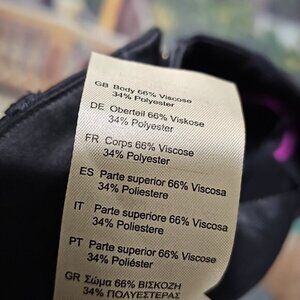 GB Body 66% Viscose
34% Polyester
DE Oberteil 66% Viskose
34% Polyester
FR Corps 66% Viscose
34% Polyester
ES Parte superior 66% Viscosa
34% Poliestere
IT Parte superiore 66% Viscosa
34% Poliestere
PT Parte superior 66% Viscosa
34% Poliéster
GR Σώμα 66% ΒΙΣΚΟΖΗ
34% ΠΟΛΥΕΣΤΕΡΑΣ